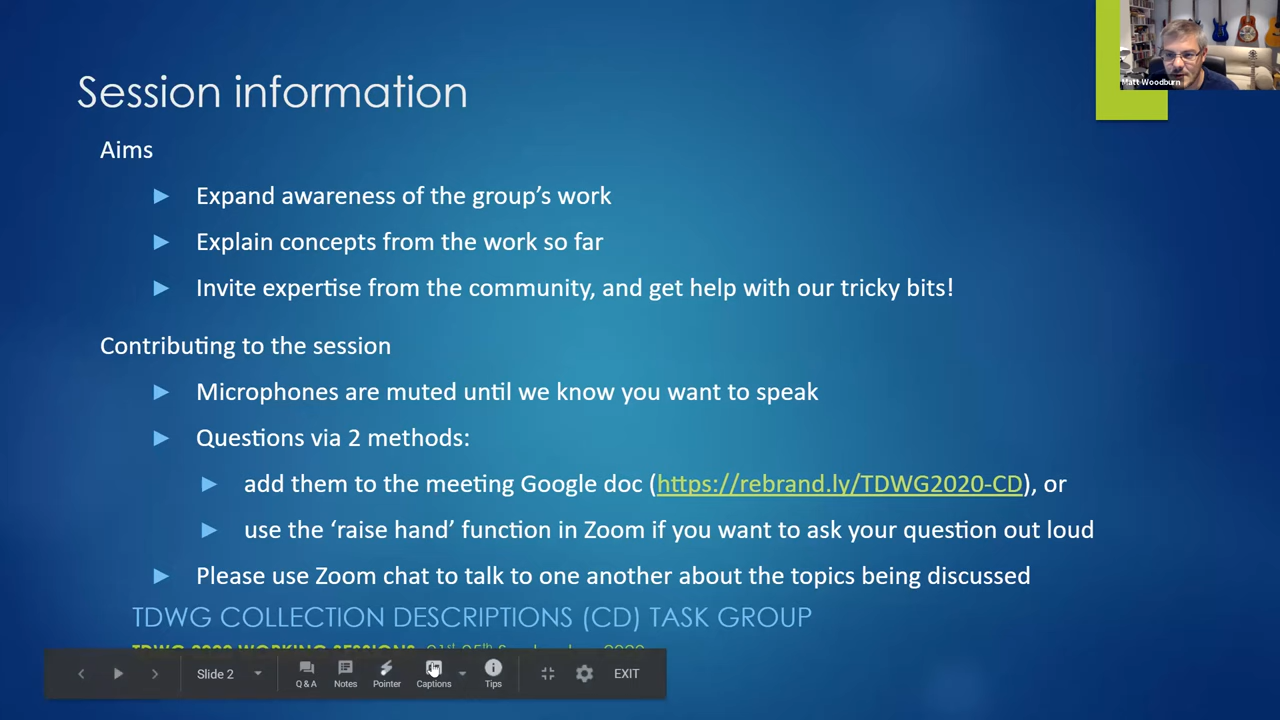 Session information
Matt Woodburn
Aims
Expand awareness of the group's work
Explain concepts from the work so far
Invite expertise from the community, and get help with our tricky bits!
Contributing to the session
Microphones are muted until we know you want to speak
Questions via 2 methods:
add them to the meeting Google doc (https://rebrand.ly/TDWG2020-CD), or
use the ‘raise hand’ function in Zoom if you want to ask your question out loud
Please use Zoom chat to talk to one another about the topics being discussed
TDWG COLLECTION DESCRIPTIONS (CD) TASK GROUP
TDWG 2020 WORKING SESSIONS
Slide 2
Q & A
Notes
Pointer
Captions
Tips
EXIT